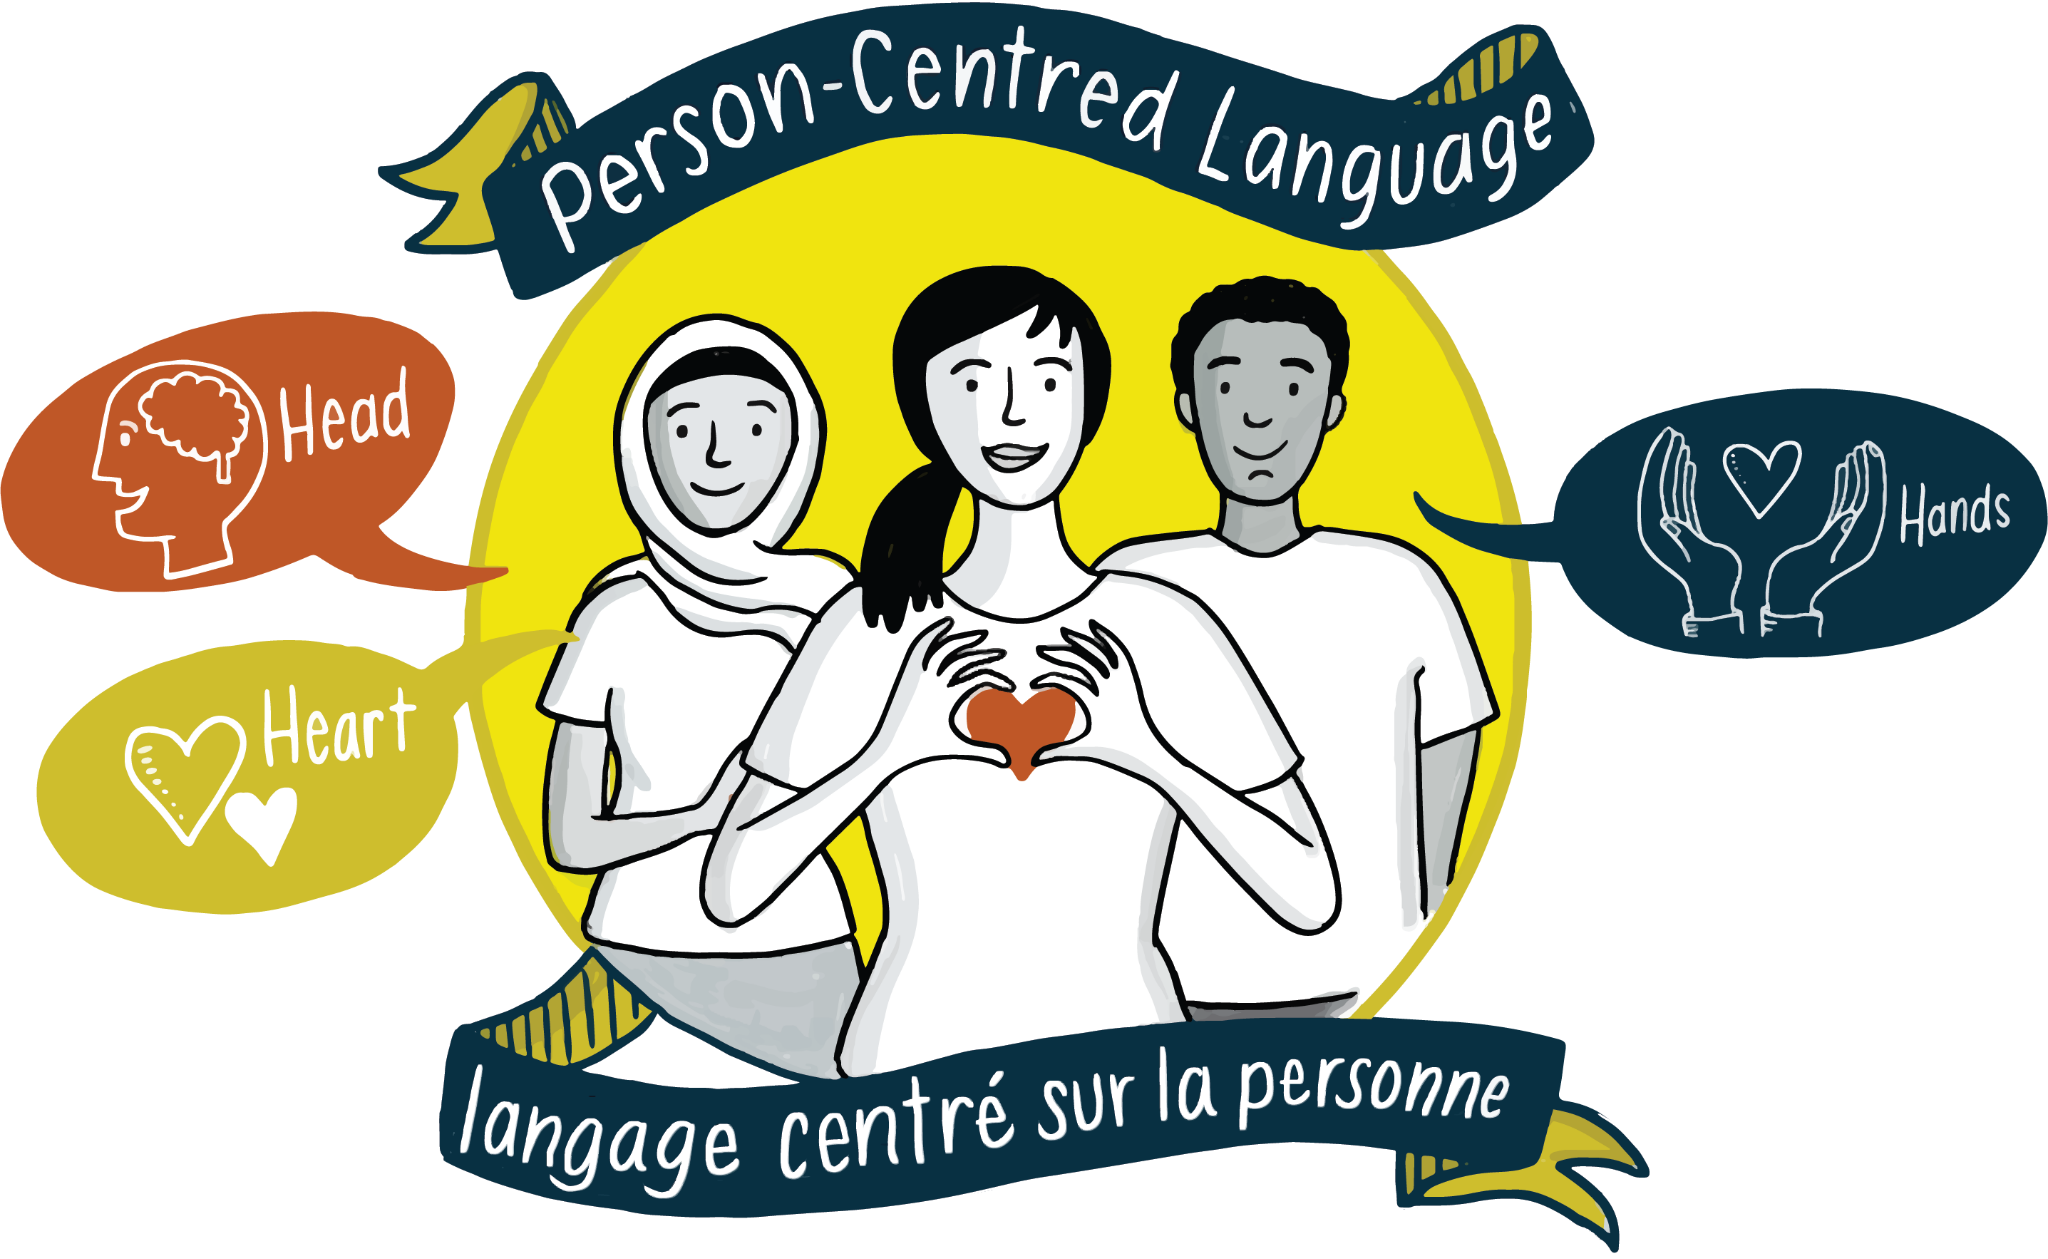 Person-Centred Language
Head
Heart
Hands
langage centré sur la personne